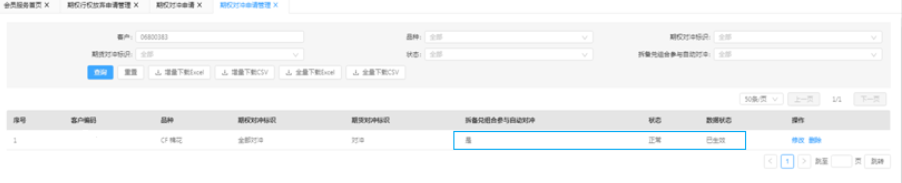 会员服务首页 X 期权行权放弃申请管理 X 期权对冲申请 X 期权对冲申请管理 X
客户: 06800383 品种: 全部 期权对冲标识: 全部
期货对冲标识: 全部 状态: 全部 拆备兑组合参与自动对冲: 全部
查询 重置 增量下载Excel 增量下载CSV 全量下载Excel 全量下载CSV
50条/页 上一页 1/1 下一页
序号 客户编码 品种 期权对冲标识 期货对冲标识 拆备兑组合参与自动对冲 状态 数据状态 操作
1 CF 棉花 全部对冲 对冲 是 正常 已生效 修改 删除
< 1 > 跳至 页 跳转